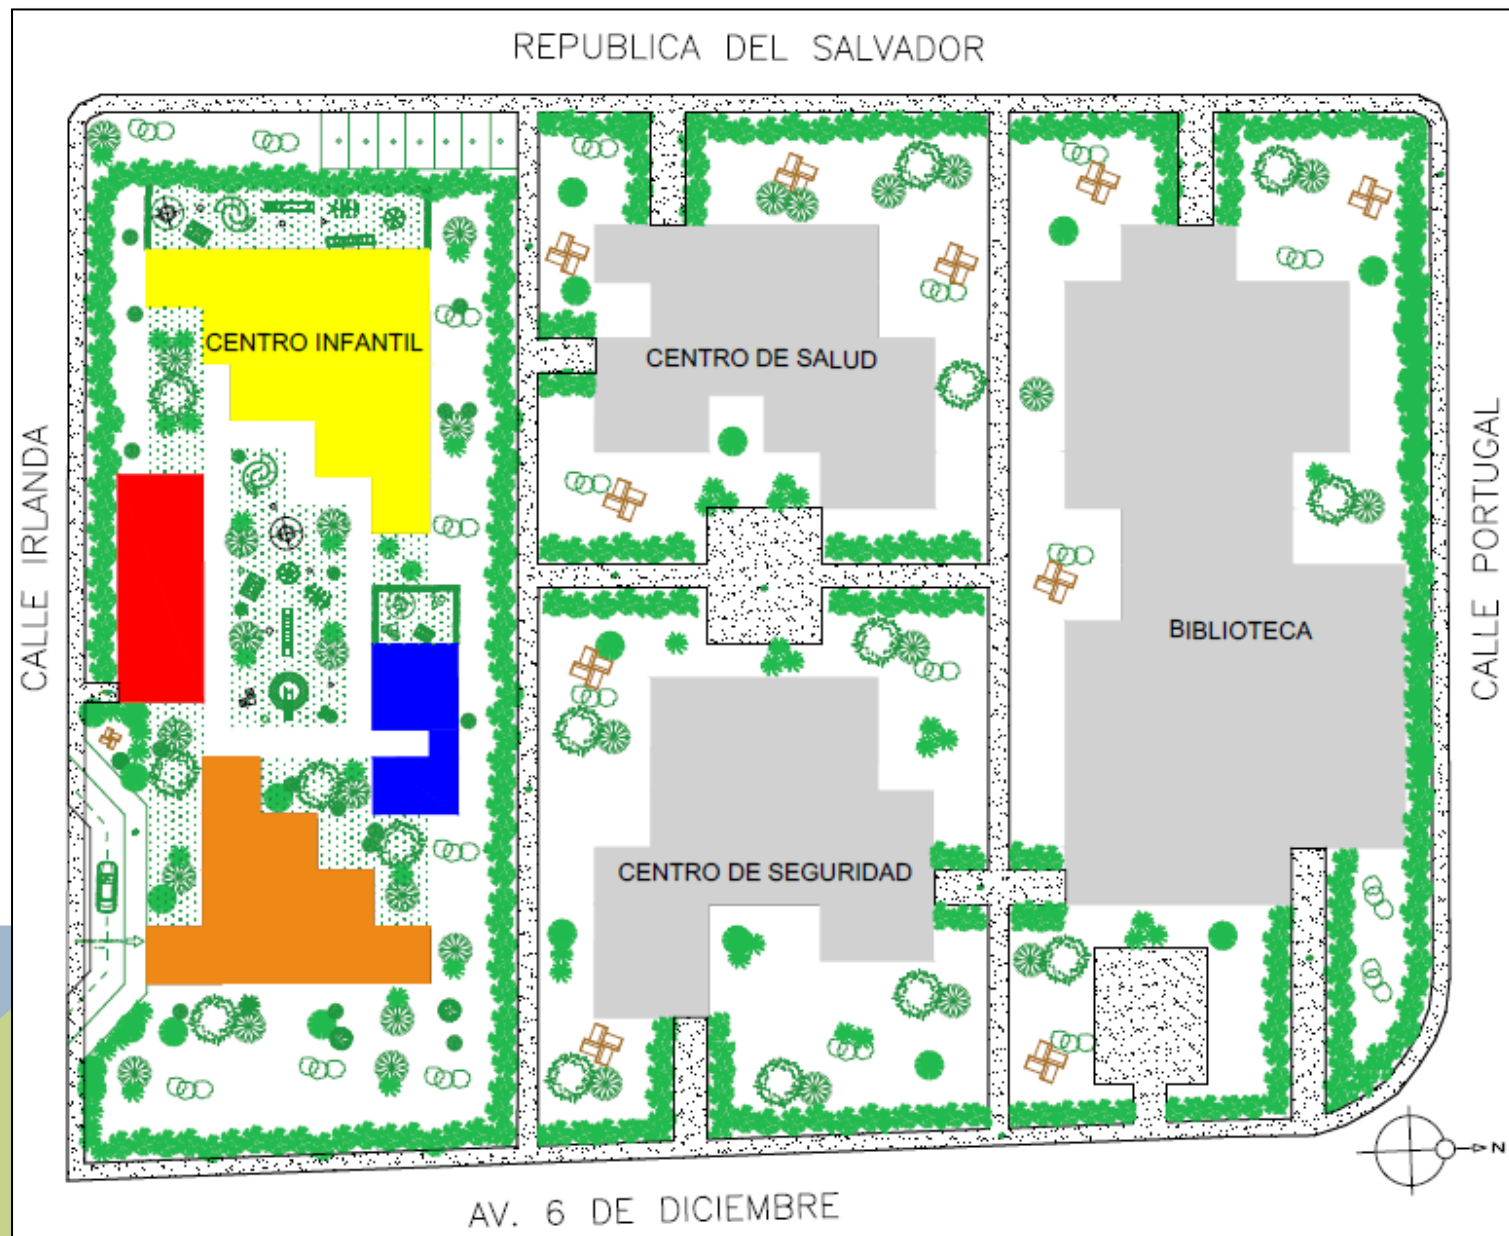 REPUBLICA DEL SALVADOR
CENTRO INFANTIL
CENTRO DE SALUD
CALLE IRLANDA
CALLE PORTUGAL
BIBLIOTECA
CENTRO DE SEGURIDAD
N
AV. 6 DE DICIEMBRE